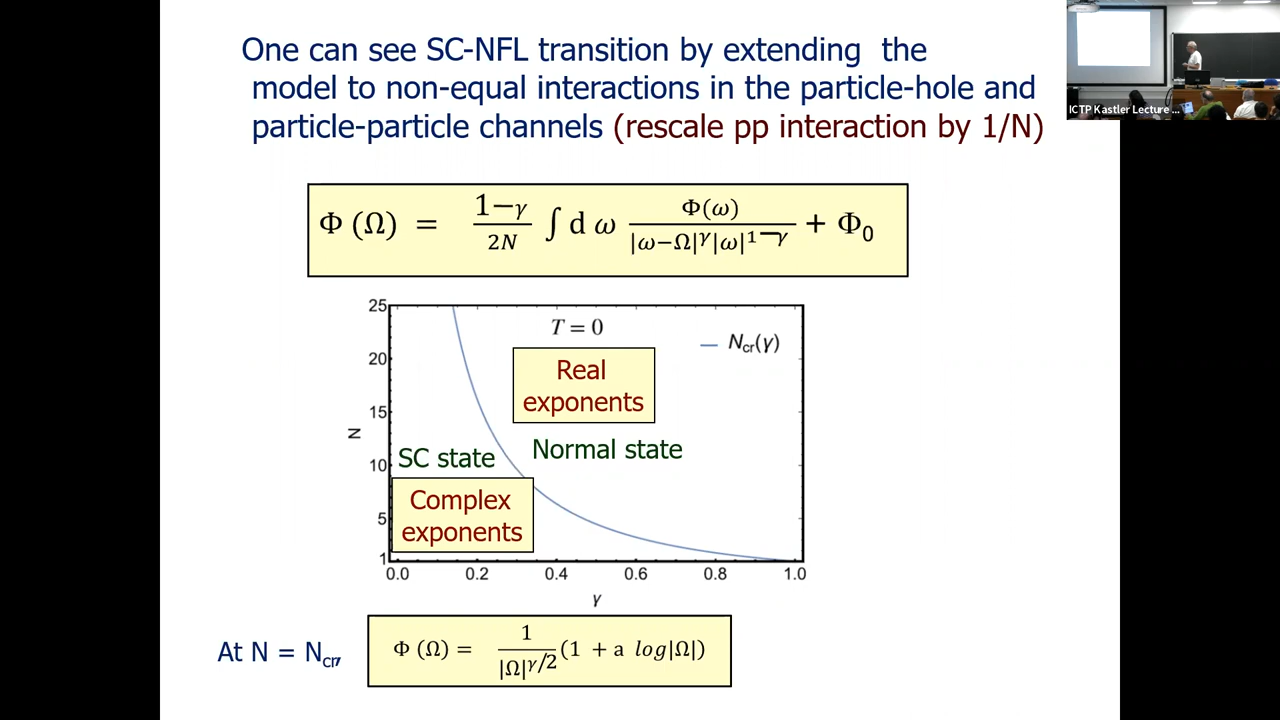 One can see SC-NFL transition by extending the
model to non-equal interactions in the particle-hole and
particle-particle channels (rescale pp interaction by 1/N)
ICTP Kastler Lecture ...
Φ (Ω) = 1−γ / 2N ∫ d ω Φ(ω) / |ω−Ω|^γ|ω|^1−γ + Φ₀
25
T = 0
— N_cr(γ)
20
Real
exponents
15
N
Normal state
10
SC state
Complex
exponents
5
1
0.0 0.2 0.4 0.6 0.8 1.0
γ
At N = N_cr,
Φ (Ω) = 1 / |Ω|^γ/2 (1 + a log|Ω|)